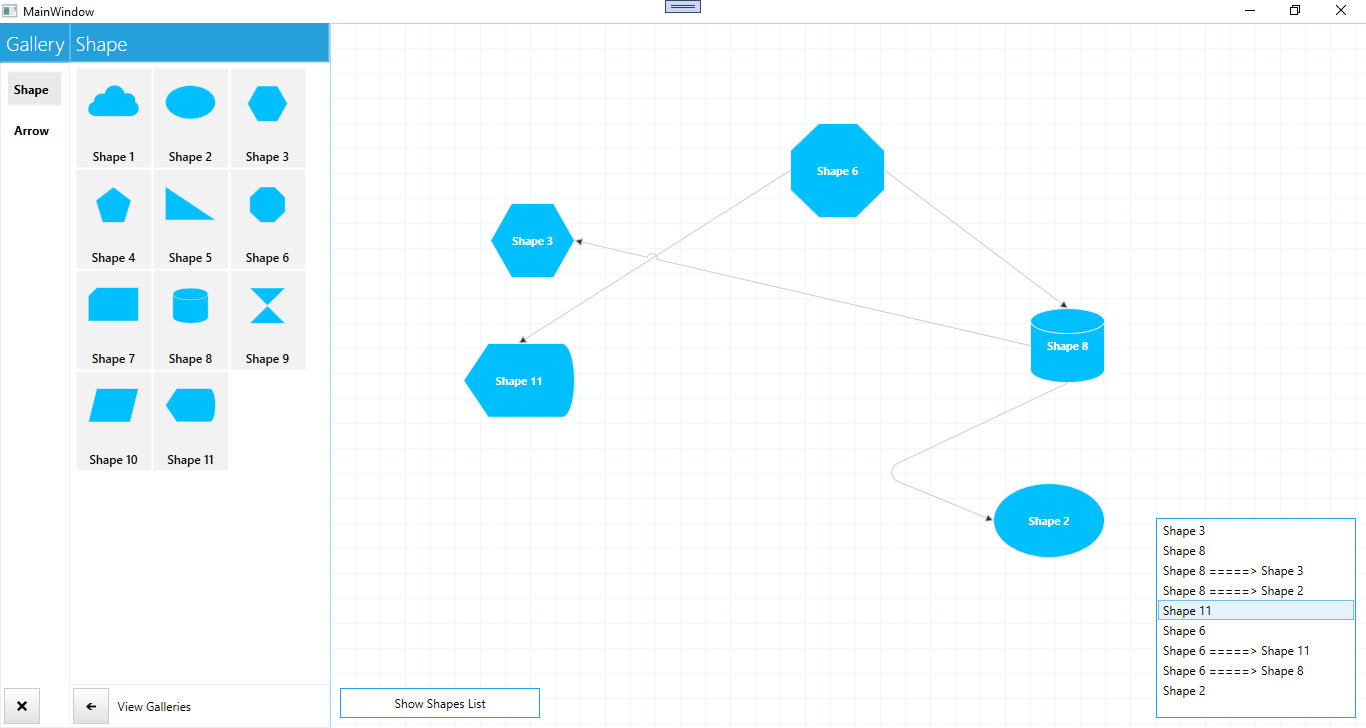 MainWindow
Gallery
Shape
Shape
Arrow
Shape 1 Shape 2 Shape 3
Shape 4 Shape 5 Shape 6
Shape 7 Shape 8 Shape 9
Shape 10 Shape 11
View Galleries
Shape 6
Shape 3
Shape 8
Shape 11
Shape 2
Show Shapes List
Shape 3
Shape 8
Shape 8 =====> Shape 3
Shape 8 =====> Shape 2
Shape 11
Shape 6
Shape 6 =====> Shape 11
Shape 6 =====> Shape 8
Shape 2